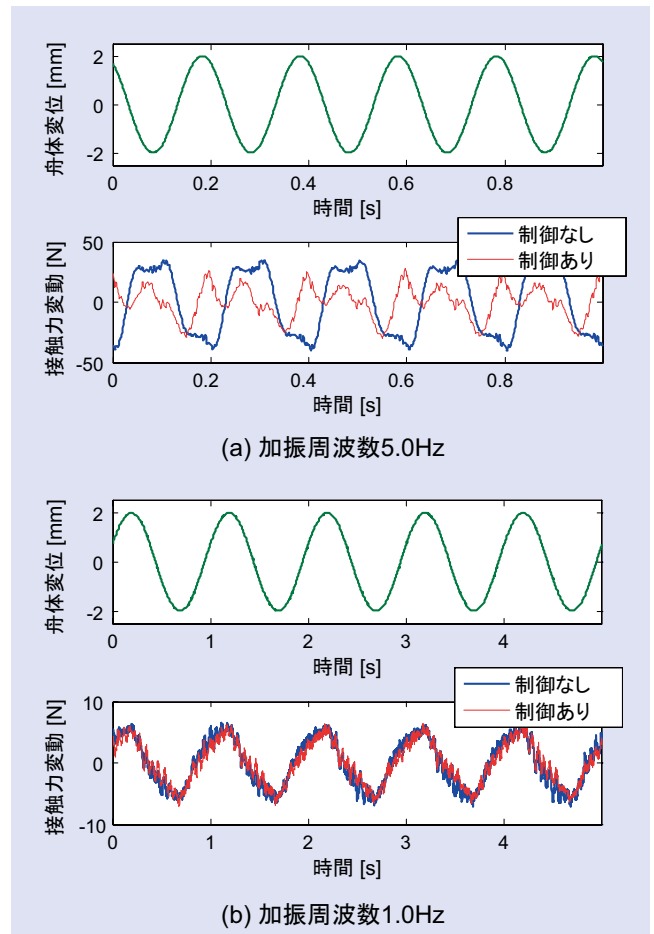 舟体変位 [mm]
2
0
-2
0 0.2 0.4 0.6 0.8
時間 [s]
接触力変動 [N]
50
0
-50
制御なし
制御あり
0 0.2 0.4 0.6 0.8
時間 [s]
(a) 加振周波数5.0Hz
舟体変位 [mm]
2
0
-2
0 1 2 3 4
時間 [s]
接触力変動 [N]
10
0
-10
制御なし
制御あり
0 1 2 3 4
時間 [s]
(b) 加振周波数1.0Hz